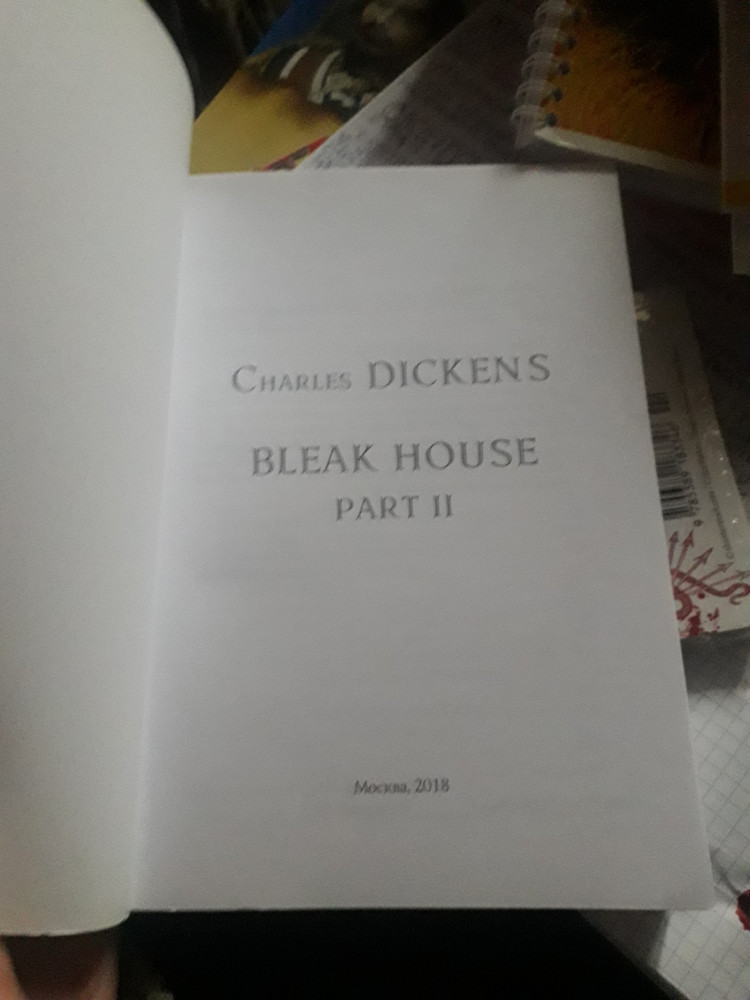 Charles DICKENS
BLEAK HOUSE
PART II
Москва, 2018